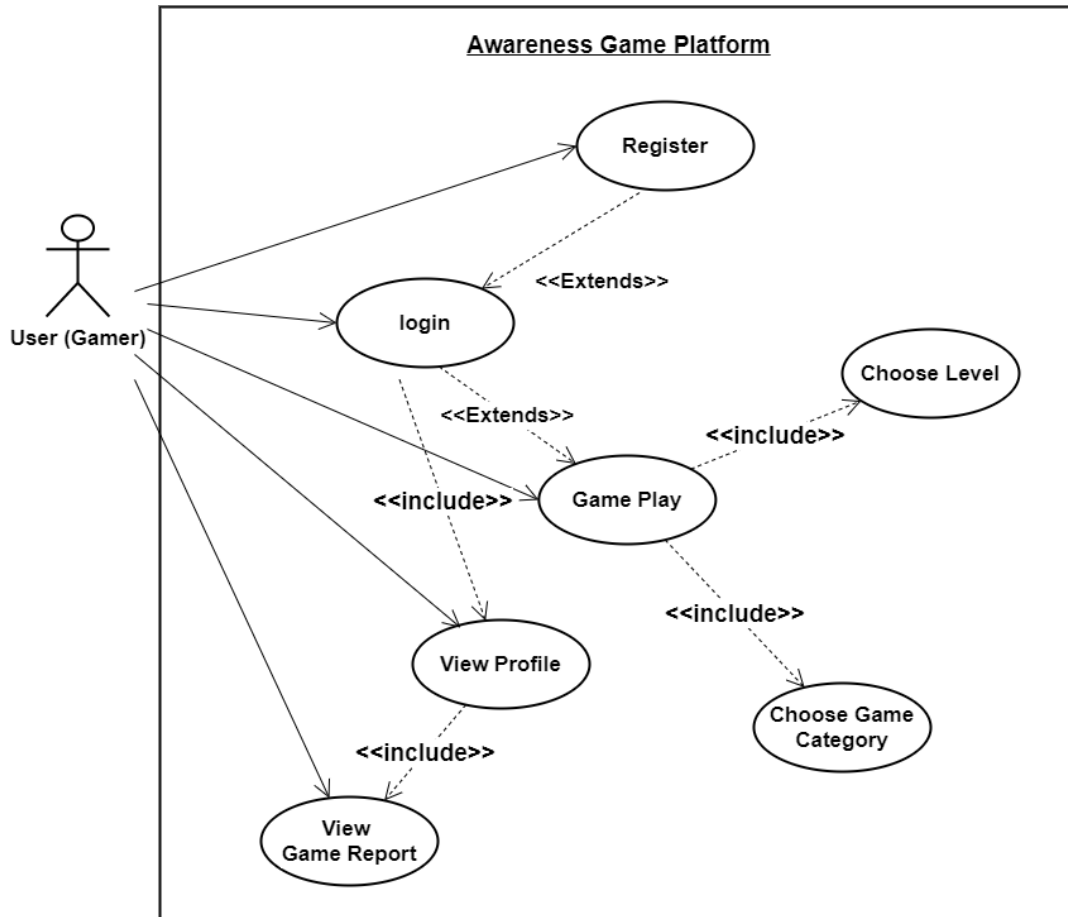 Awareness Game Platform
Register
<<Extends>>
User (Gamer)
login
Choose Level
<<Extends>>
<<include>>
<<include>>
Game Play
<<include>>
View Profile
Choose Game
Category
<<include>>
View
Game Report